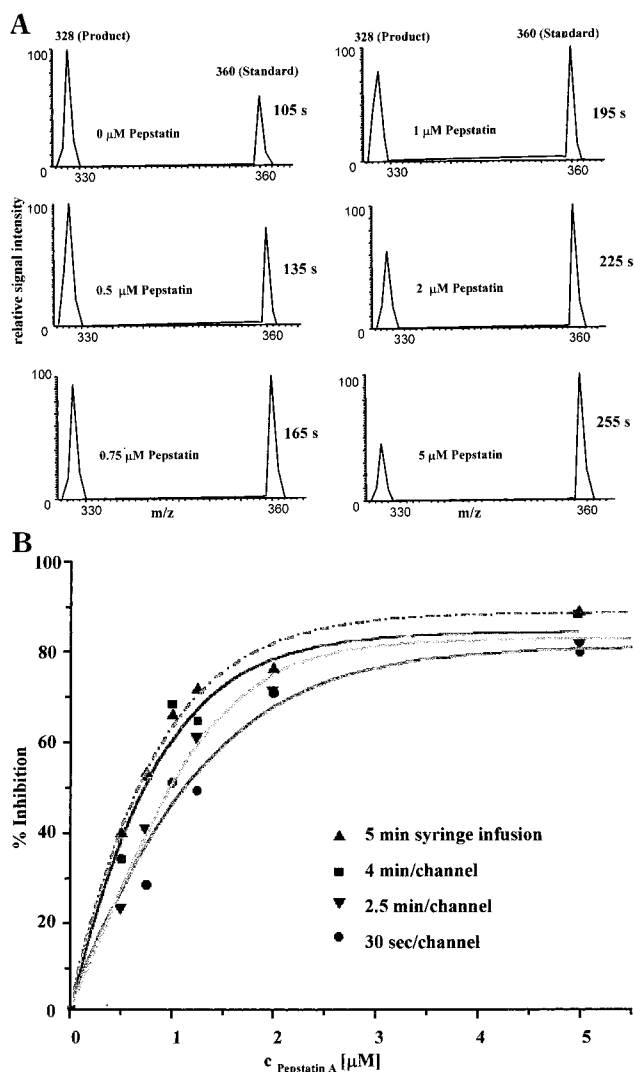 A
328 (Product)
360 (Standard)
100
0
330
360
0 µM Pepstatin
105 s
328 (Product)
360 (Standard)
100
0
330
360
1 µM Pepstatin
195 s
relative signal intensity
100
0
330
360
0.5 µM Pepstatin
135 s
100
0
330
360
2 µM Pepstatin
225 s
100
0
330
360
m/z
0.75 µM Pepstatin
165 s
100
0
330
360
m/z
5 µM Pepstatin
255 s
B
100
80
60
40
20
0
% Inhibition
5 min syringe infusion
4 min/channel
2.5 min/channel
30 sec/channel
0 1 2 3 4 5
c Pepstatin A [µM]